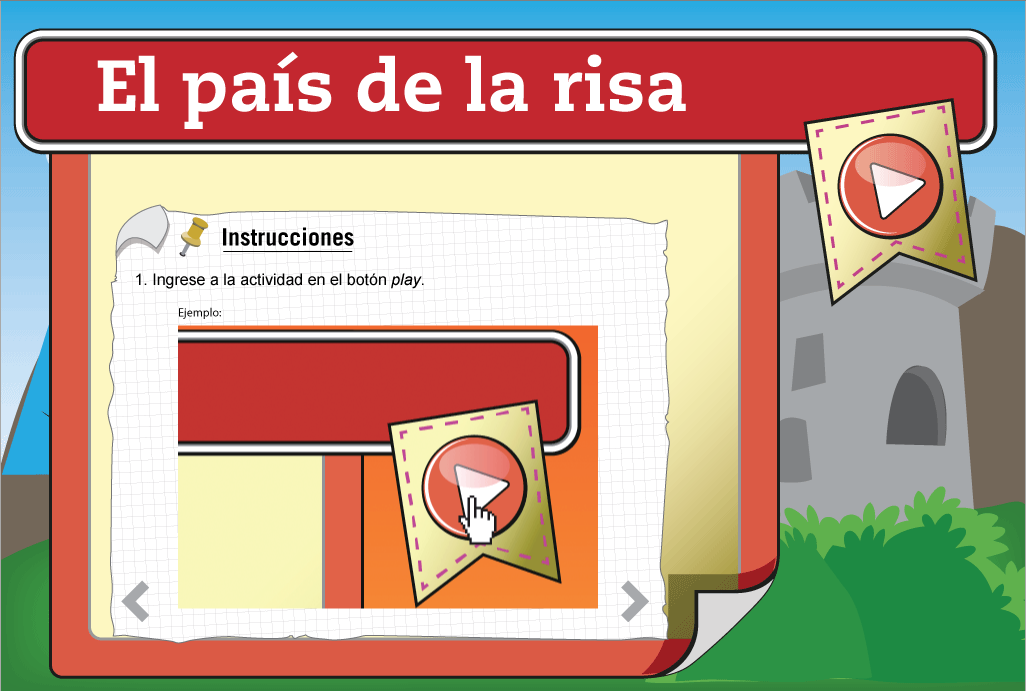 El país de la risa
Instrucciones
1. Ingrese a la actividad en el botón play.
Ejemplo: